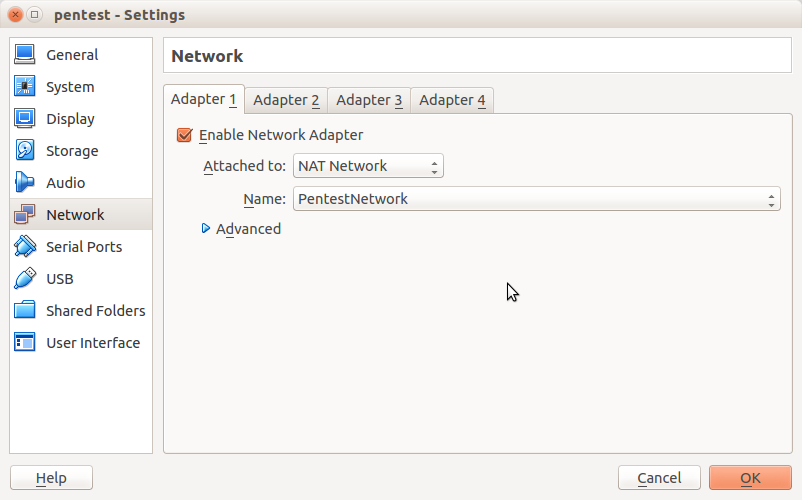 pentest - Settings
General
System
Display
Storage
Audio
Network
Serial Ports
USB
Shared Folders
User Interface
Network
Adapter 1 Adapter 2 Adapter 3 Adapter 4
Enable Network Adapter
Attached to: NAT Network
Name: PentestNetwork
Advanced
Help Cancel OK